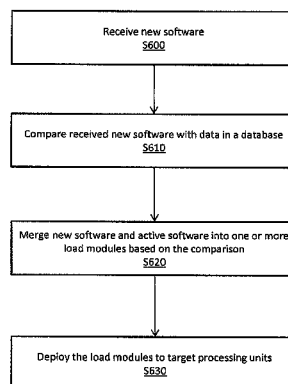 Receive new software
S600
Compare received new software with data in a database
S610
Merge new software and active software into one or more
load modules based on the comparison
S620
Deploy the load modules to target processing units
S630